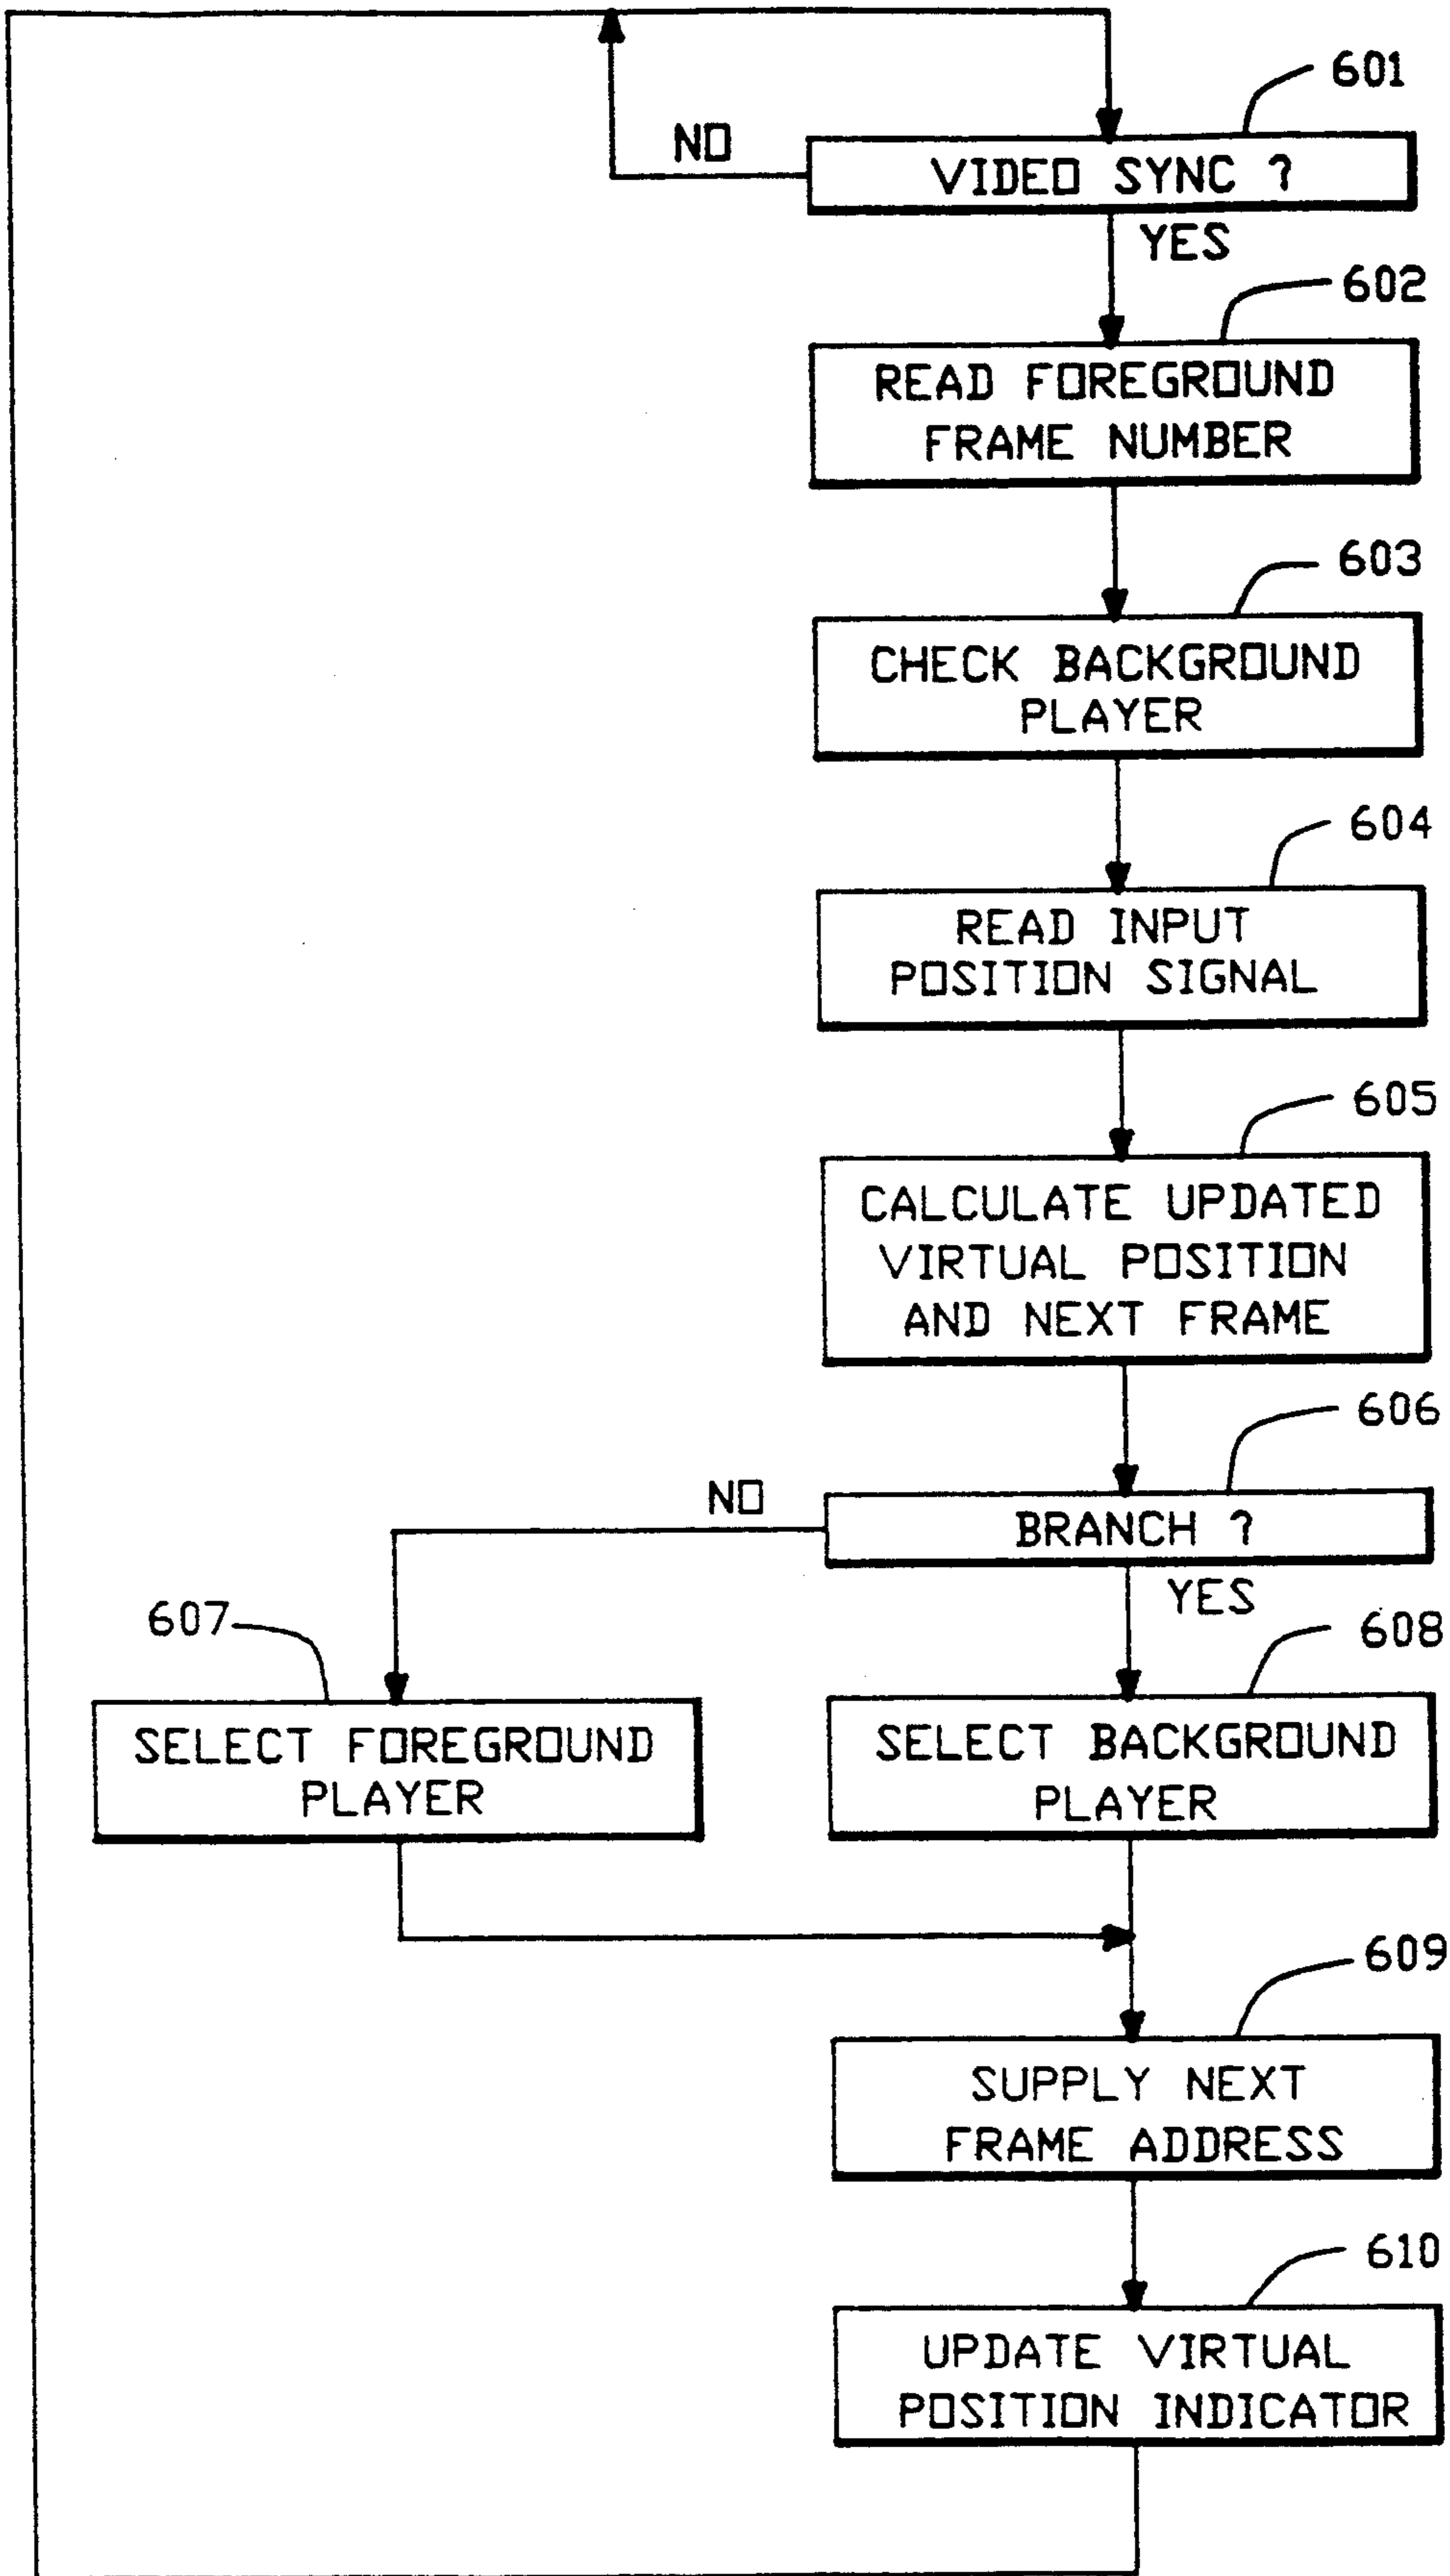 601
NO
VIDEO SYNC ?
YES
602
READ FOREGROUND
FRAME NUMBER
603
CHECK BACKGROUND
PLAYER
604
READ INPUT
POSITION SIGNAL
605
CALCULATE UPDATED
VIRTUAL POSITION
AND NEXT FRAME
606
NO
BRANCH ?
YES
607
608
SELECT FOREGROUND
PLAYER
SELECT BACKGROUND
PLAYER
609
SUPPLY NEXT
FRAME ADDRESS
610
UPDATE VIRTUAL
POSITION INDICATOR